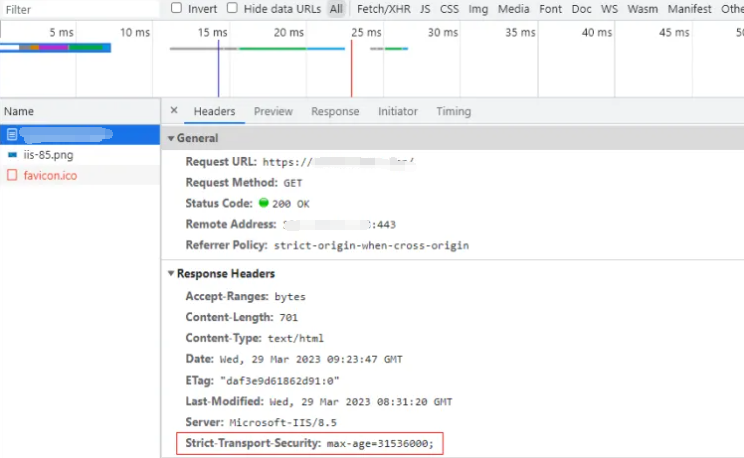 Filter Invert Hide data URLs All Fetch/XHR JS CSS Img Media Font Doc WS Wasm Manifest Othe
5 ms 10 ms 15 ms 20 ms 25 ms 30 ms 35 ms 40 ms 45 ms 50
Name × Headers Preview Response Initiator Timing
General
iis-85.png
Request URL: https://
favicon.ico
Request Method: GET
Status Code: 200 OK
Remote Address: :443
Referrer Policy: strict-origin-when-cross-origin
Response Headers
Accept-Ranges: bytes
Content-Length: 701
Content-Type: text/html
Date: Wed, 29 Mar 2023 09:23:47 GMT
ETag: "daf3e9d61862d91:0"
Last-Modified: Wed, 29 Mar 2023 08:31:20 GMT
Server: Microsoft-IIS/8.5
Strict-Transport-Security: max-age=31536000;